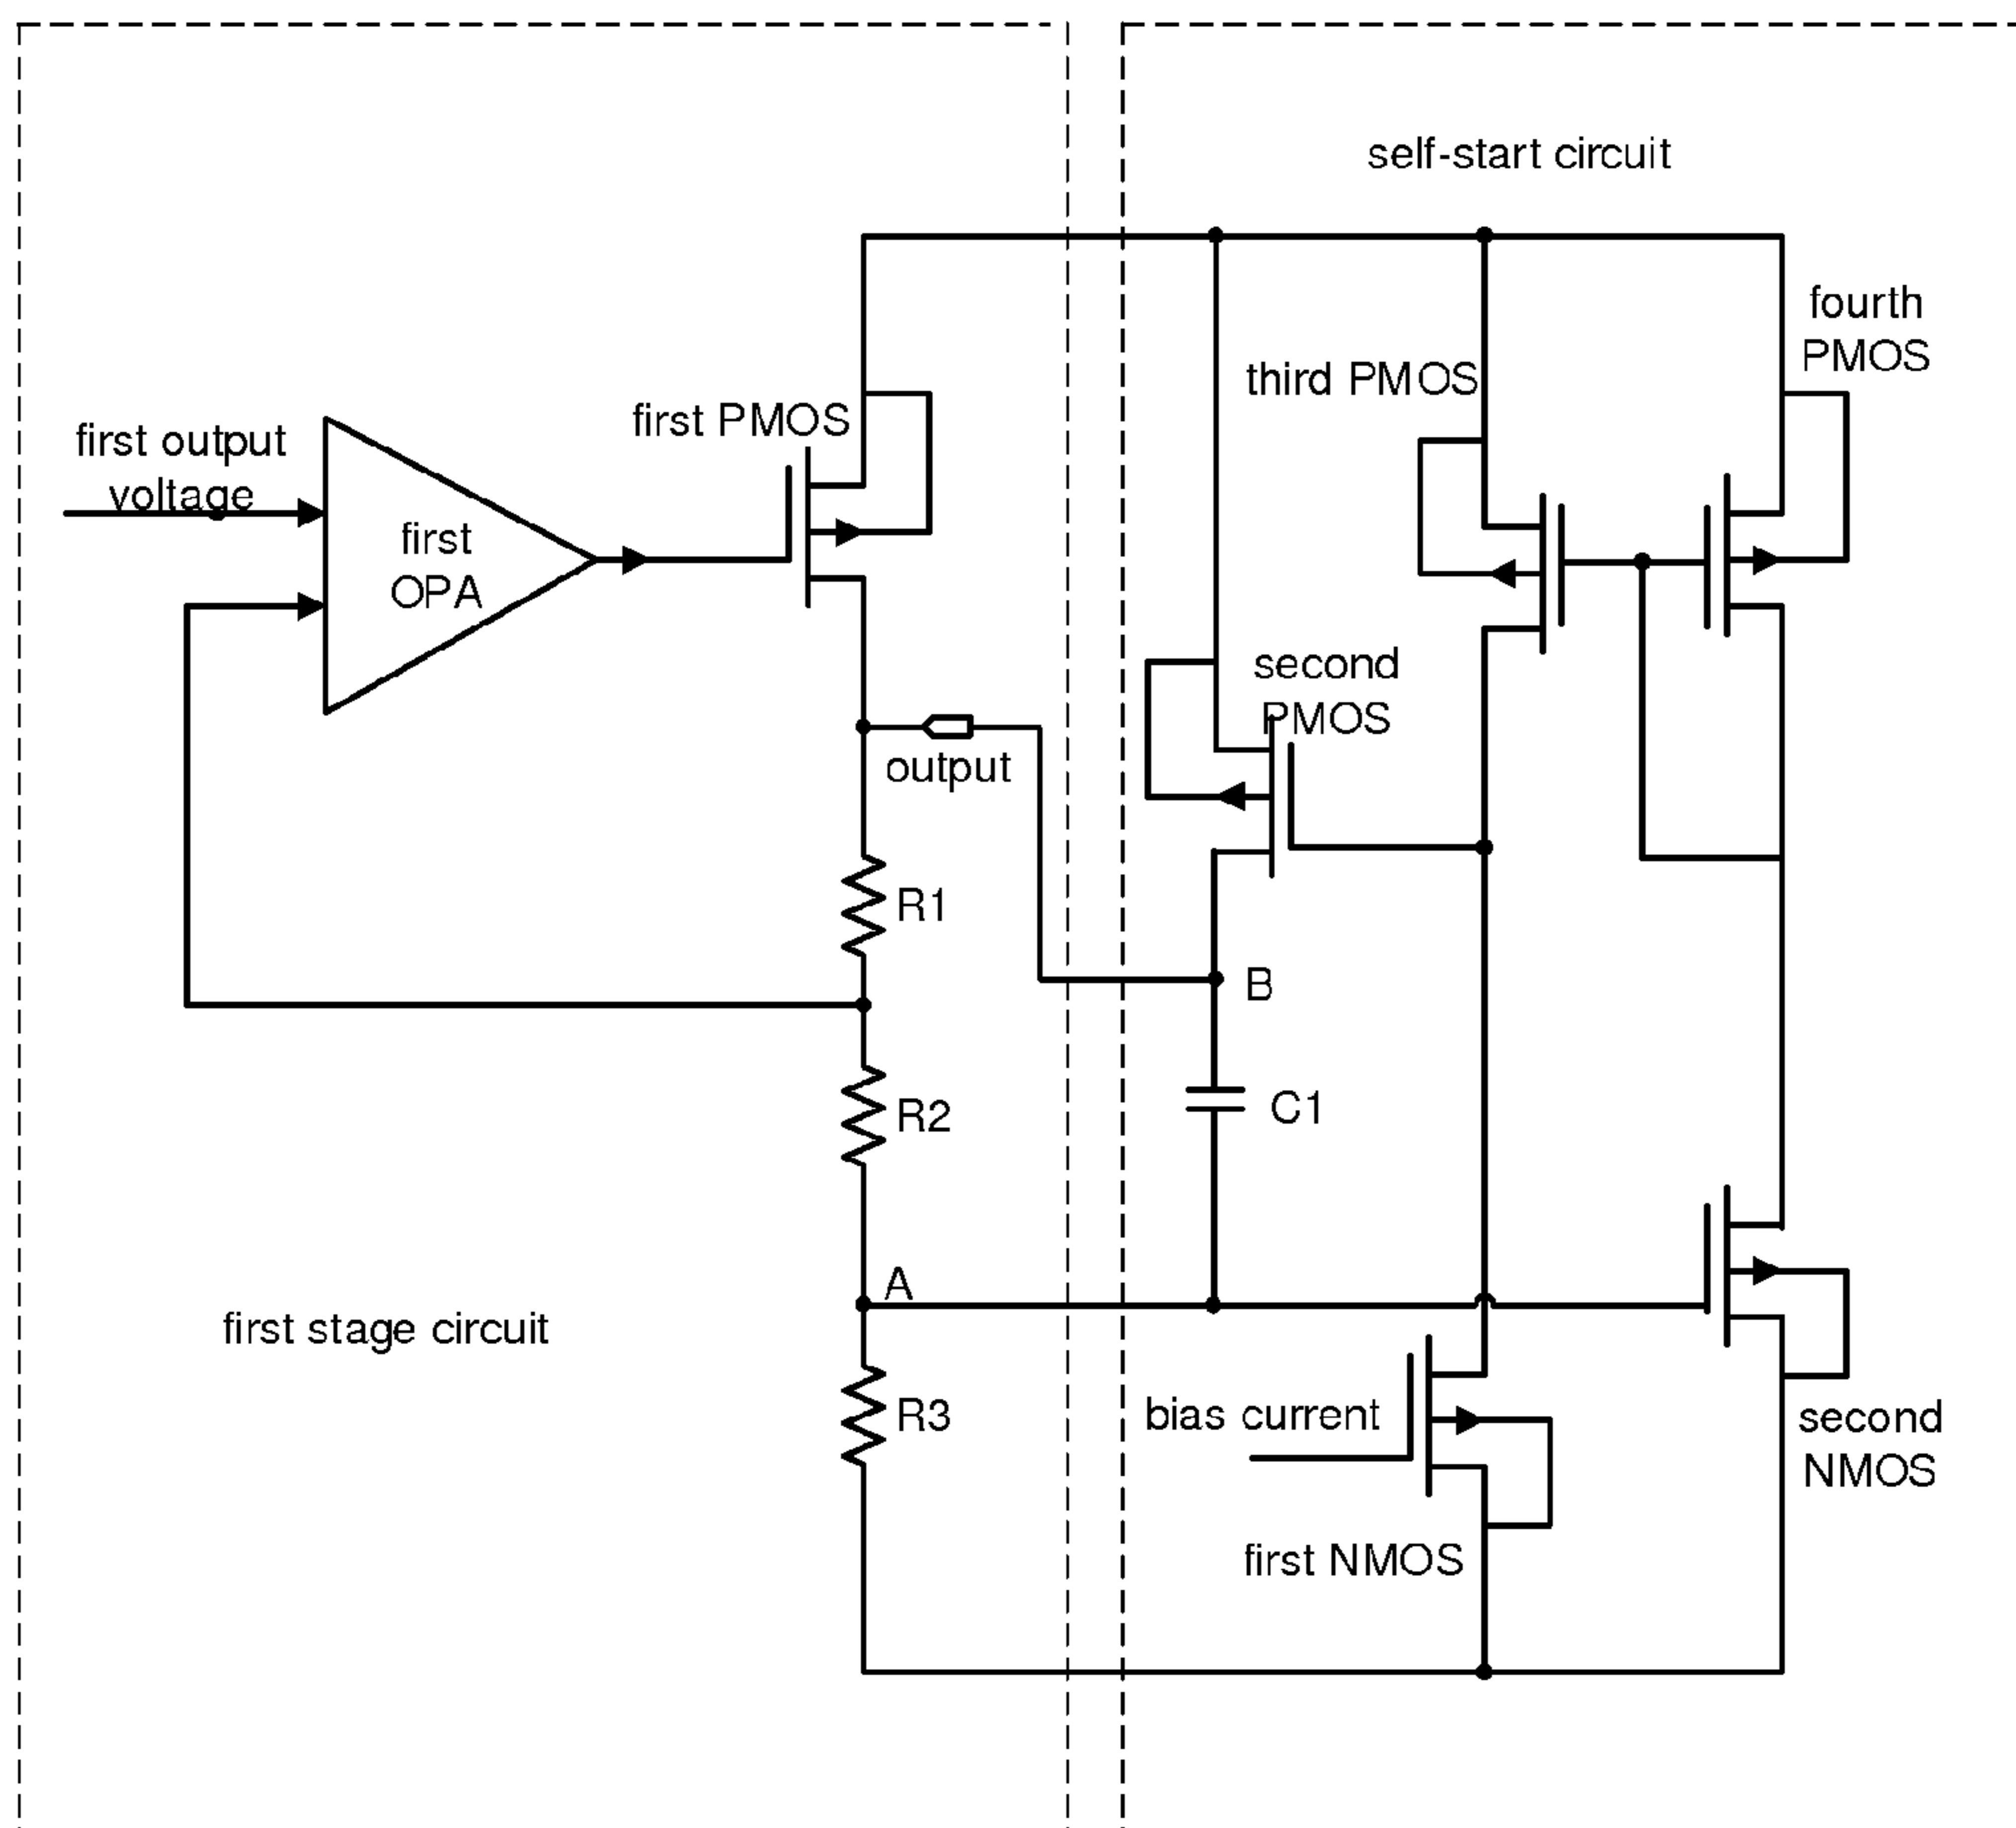 self-start circuit
fourth
PMOS
third PMOS
first PMOS
first output
voltage
first
OPA
second
PMOS
output
R1
B
C1
R2
A
first stage circuit
R3
bias current
second
NMOS
first NMOS